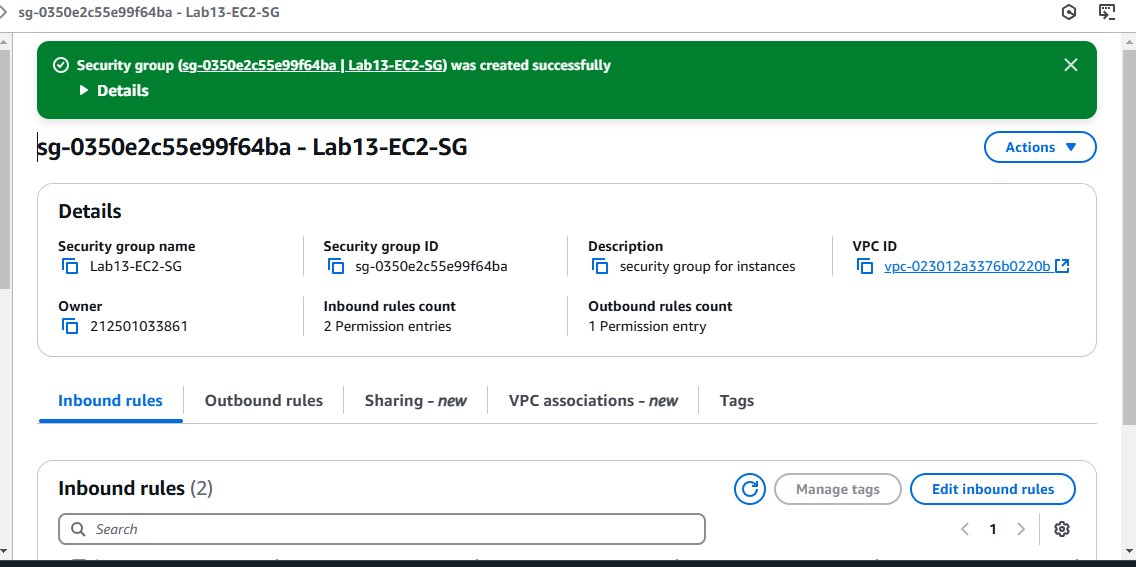 sg-0350e2c55e99f64ba - Lab13-EC2-SG
Security group (sg-0350e2c55e99f64ba | Lab13-EC2-SG) was created successfully
Details
sg-0350e2c55e99f64ba - Lab13-EC2-SG
Actions
Details
Security group name
Lab13-EC2-SG
Security group ID
sg-0350e2c55e99f64ba
Description
security group for instances
VPC ID
vpc-023012a3376b0220b
Owner
212501033861
Inbound rules count
2 Permission entries
Outbound rules count
1 Permission entry
Inbound rules
Outbound rules
Sharing - new
VPC associations - new
Tags
Inbound rules (2)
Manage tags
Edit inbound rules
Search
1